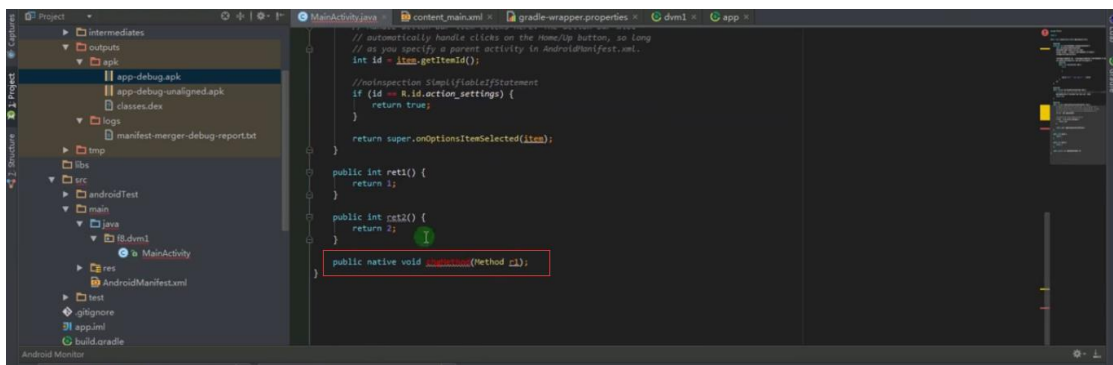 Project
MainActivity.java
content_main.xml
gradle-wrapper.properties
dvm1
app
Captures
1: Project
Z: Structure
intermediates
outputs
apk
app-debug.apk
app-debug-unaligned.apk
classes.dex
logs
manifest-merger-debug-report.txt
tmp
libs
src
androidTest
main
java
f8.dvm1
MainActivity
res
AndroidManifest.xml
test
.gitignore
app.iml
build.gradle
// automatically handle clicks on the Home/Up button, so long
// as you specify a parent activity in AndroidManifest.xml.
int id = item.getItemId();
//noinspection SimplifiableIfStatement
if (id == R.id.action_settings) {
return true;
}
return super.onOptionsItemSelected(item);
}
public int ret1() {
return 1;
}
public int ret2() {
return 2;
}
public native void (Method r1);
}
Android Monitor